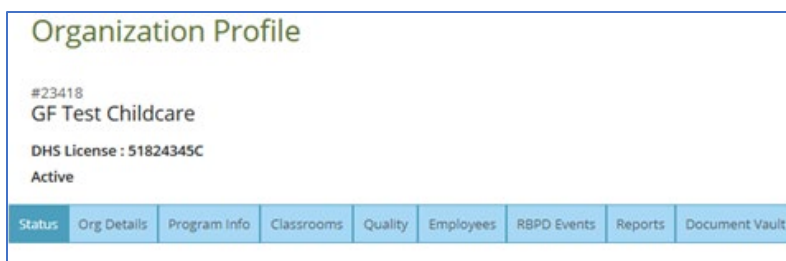 Organization Profile
#23418
GF Test Childcare
DHS License : 51824345C
Active
Status Org Details Program Info Classrooms Quality Employees RBPD Events Reports Document Vault